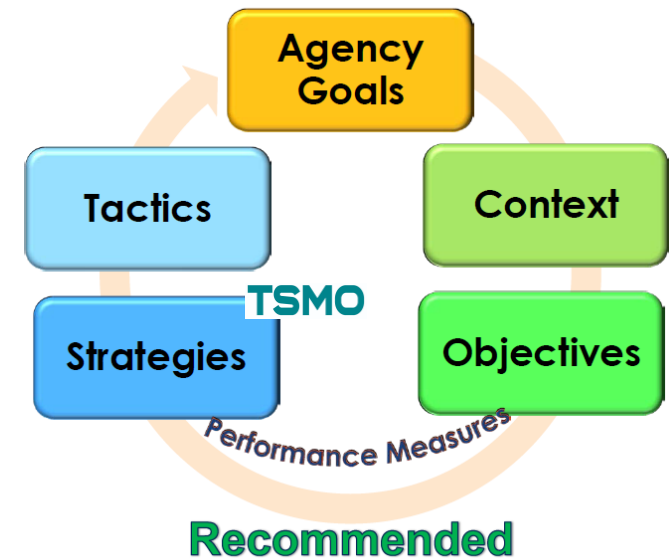 Agency
Goals
Tactics
Context
TSMO
Strategies
Objectives
Performance Measures
Recommended